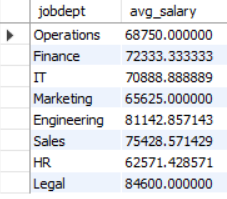 jobdept avg_salary
Operations 68750.000000
Finance 72333.333333
IT 70888.888889
Marketing 65625.000000
Engineering 81142.857143
Sales 75428.571429
HR 62571.428571
Legal 84600.000000